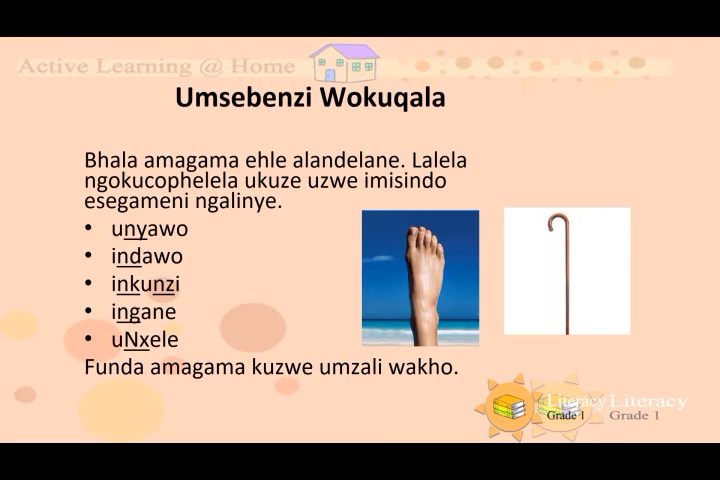 Active Learning @ Home
Umsebenzi Wokuqala
Bhala amagama ehle alandelane. Lalela
ngokucophelela ukuze uzwe imisindo
esegameni ngalinye.
• unyawo
• indawo
• inkunzi
• ingane
• uNxele
Funda amagama kuzwe umzali wakho.
Literacy Literacy
Grade 1 Grade 1